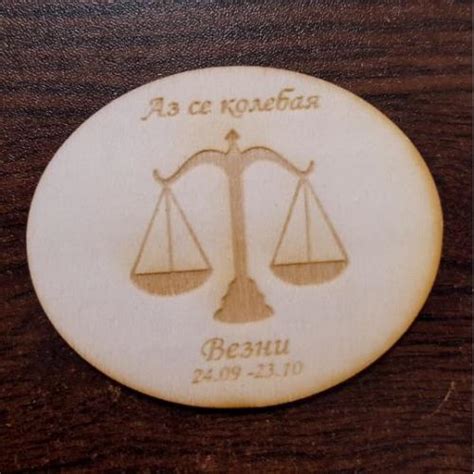 Аз се колебая
Везни
24.09 -23.10